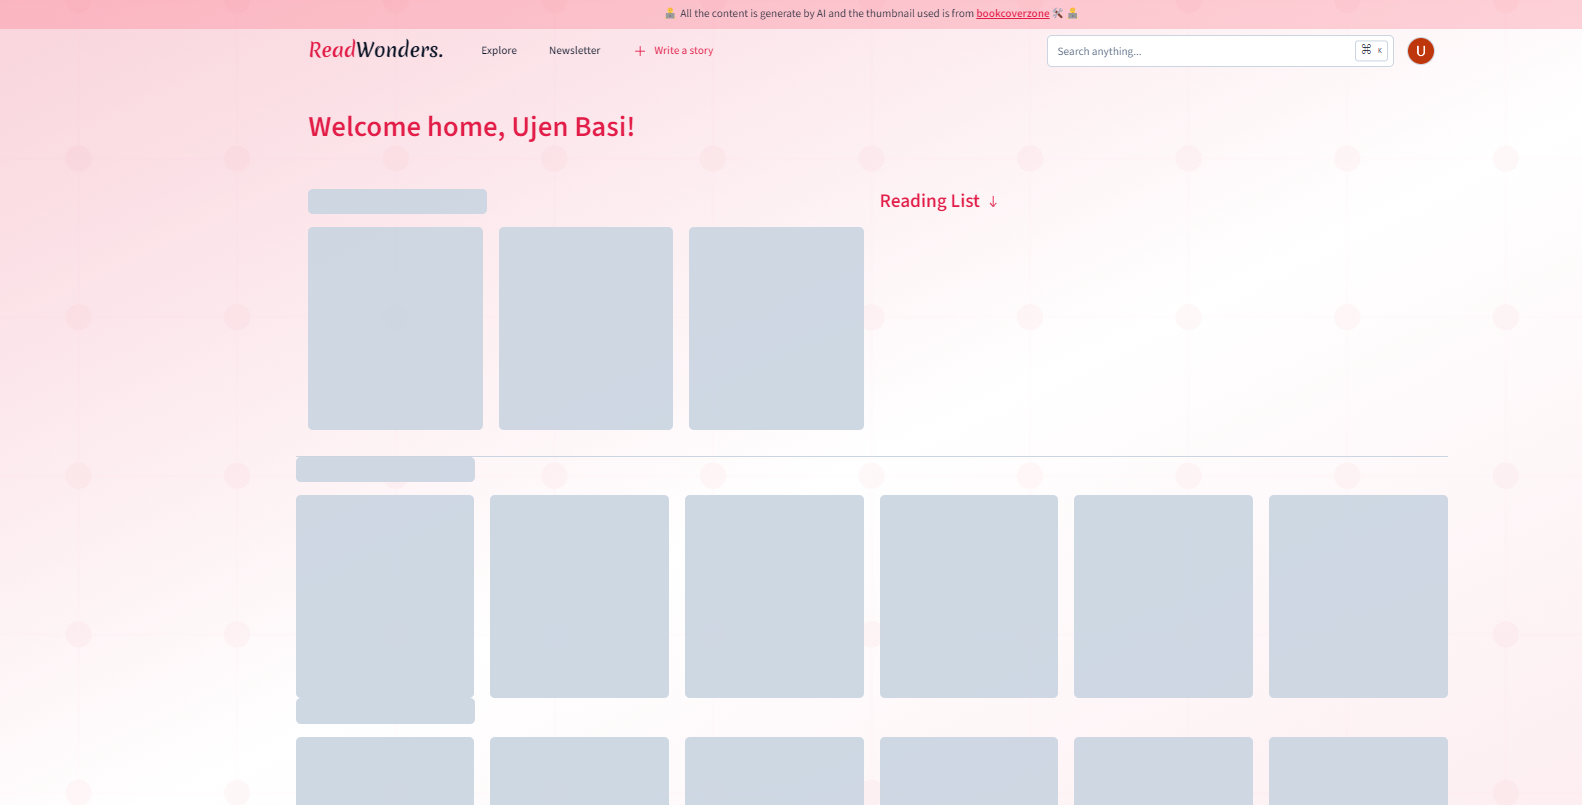 All the content is generate by AI and the thumbnail used is from bookcoverzone
ReadWonders.
Explore
Newsletter
Write a story
Search anything...
⌘ K
U
Welcome home, Ujen Basi!
Reading List ↓